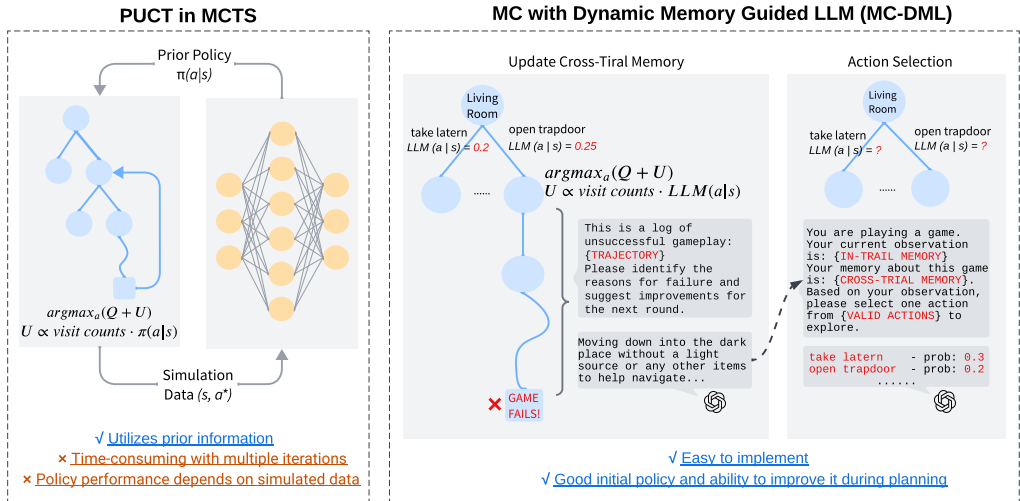 PUCT in MCTS
Prior Policy
π(a|s)
argmax_a(Q + U)
U ∝ visit counts · π(a|s)
Simulation
Data (s, a*)
√ Utilizes prior information
× Time-consuming with multiple iterations
× Policy performance depends on simulated data
MC with Dynamic Memory Guided LLM (MC-DML)
Update Cross-Tiral Memory
Living
Room
take latern
LLM (a | s) = 0.2
open trapdoor
LLM (a | s) = 0.25
argmax_a(Q + U)
U ∝ visit counts · LLM(a|s)
......
This is a log of
unsuccessful gameplay:
{TRAJECTORY}
Please identify the
reasons for failure and
suggest improvements for
the next round.
Moving down into the dark
place without a light
source or any other items
to help navigate...
× GAME
FAILS!
Action Selection
Living
Room
take latern
LLM (a | s) = ?
open trapdoor
LLM (a | s) = ?
......
You are playing a game.
Your current observation
is: {IN-TRAIL MEMORY}
Your memory about this game
is: {CROSS-TRIAL MEMORY}.
Based on your observation,
please select one action
from {VALID ACTIONS} to
explore.
take latern - prob: 0.3
open trapdoor - prob: 0.2
......
√ Easy to implement
√ Good initial policy and ability to improve it during planning